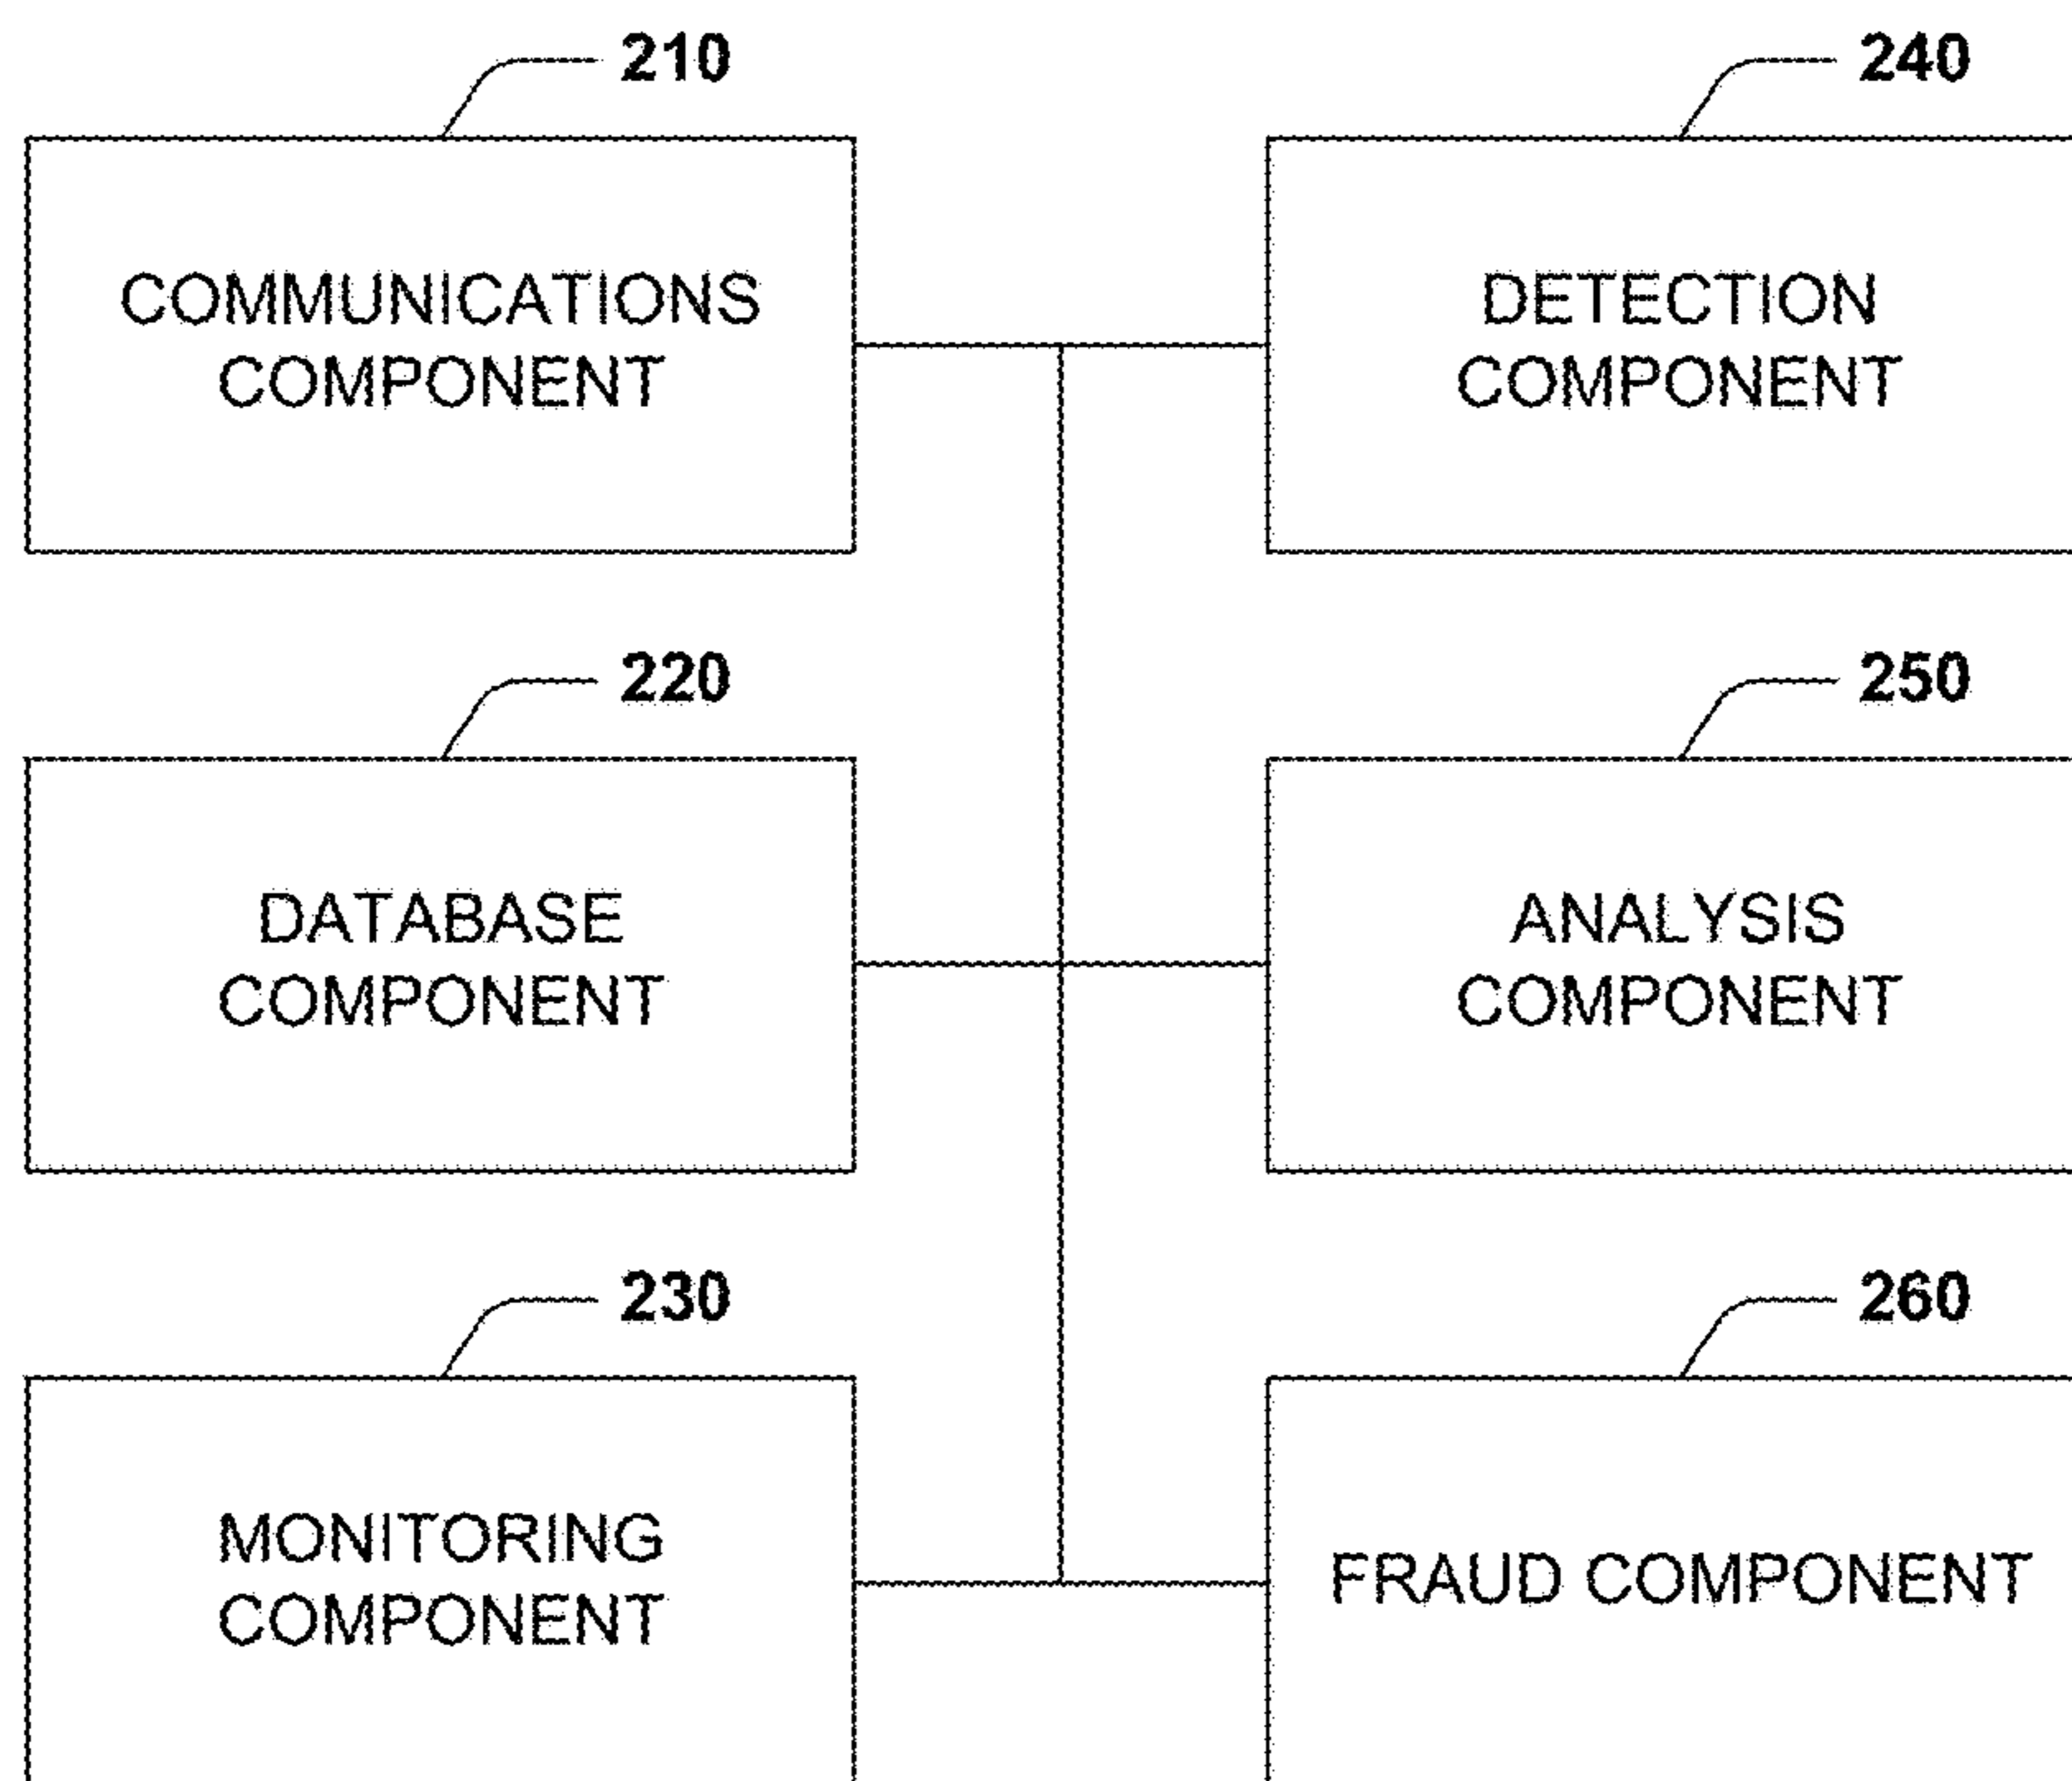 210
240
COMMUNICATIONS
COMPONENT
DETECTION
COMPONENT
220
250
DATABASE
COMPONENT
ANALYSIS
COMPONENT
230
260
MONITORING
COMPONENT
FRAUD COMPONENT